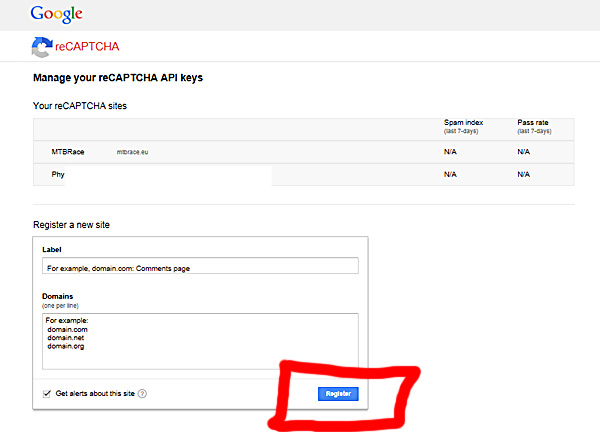 Google
reCAPTCHA
Manage your reCAPTCHA API keys
Your reCAPTCHA sites
Spam index Pass rate
(last 7-days) (last 7-days)
MTBRace mtbrace.eu N/A N/A
Phy N/A N/A
Register a new site
Label
For example, domain.com: Comments page
Domains
(one per line)
For example:
domain.com
domain.net
domain.org
Get alerts about this site ?
Register